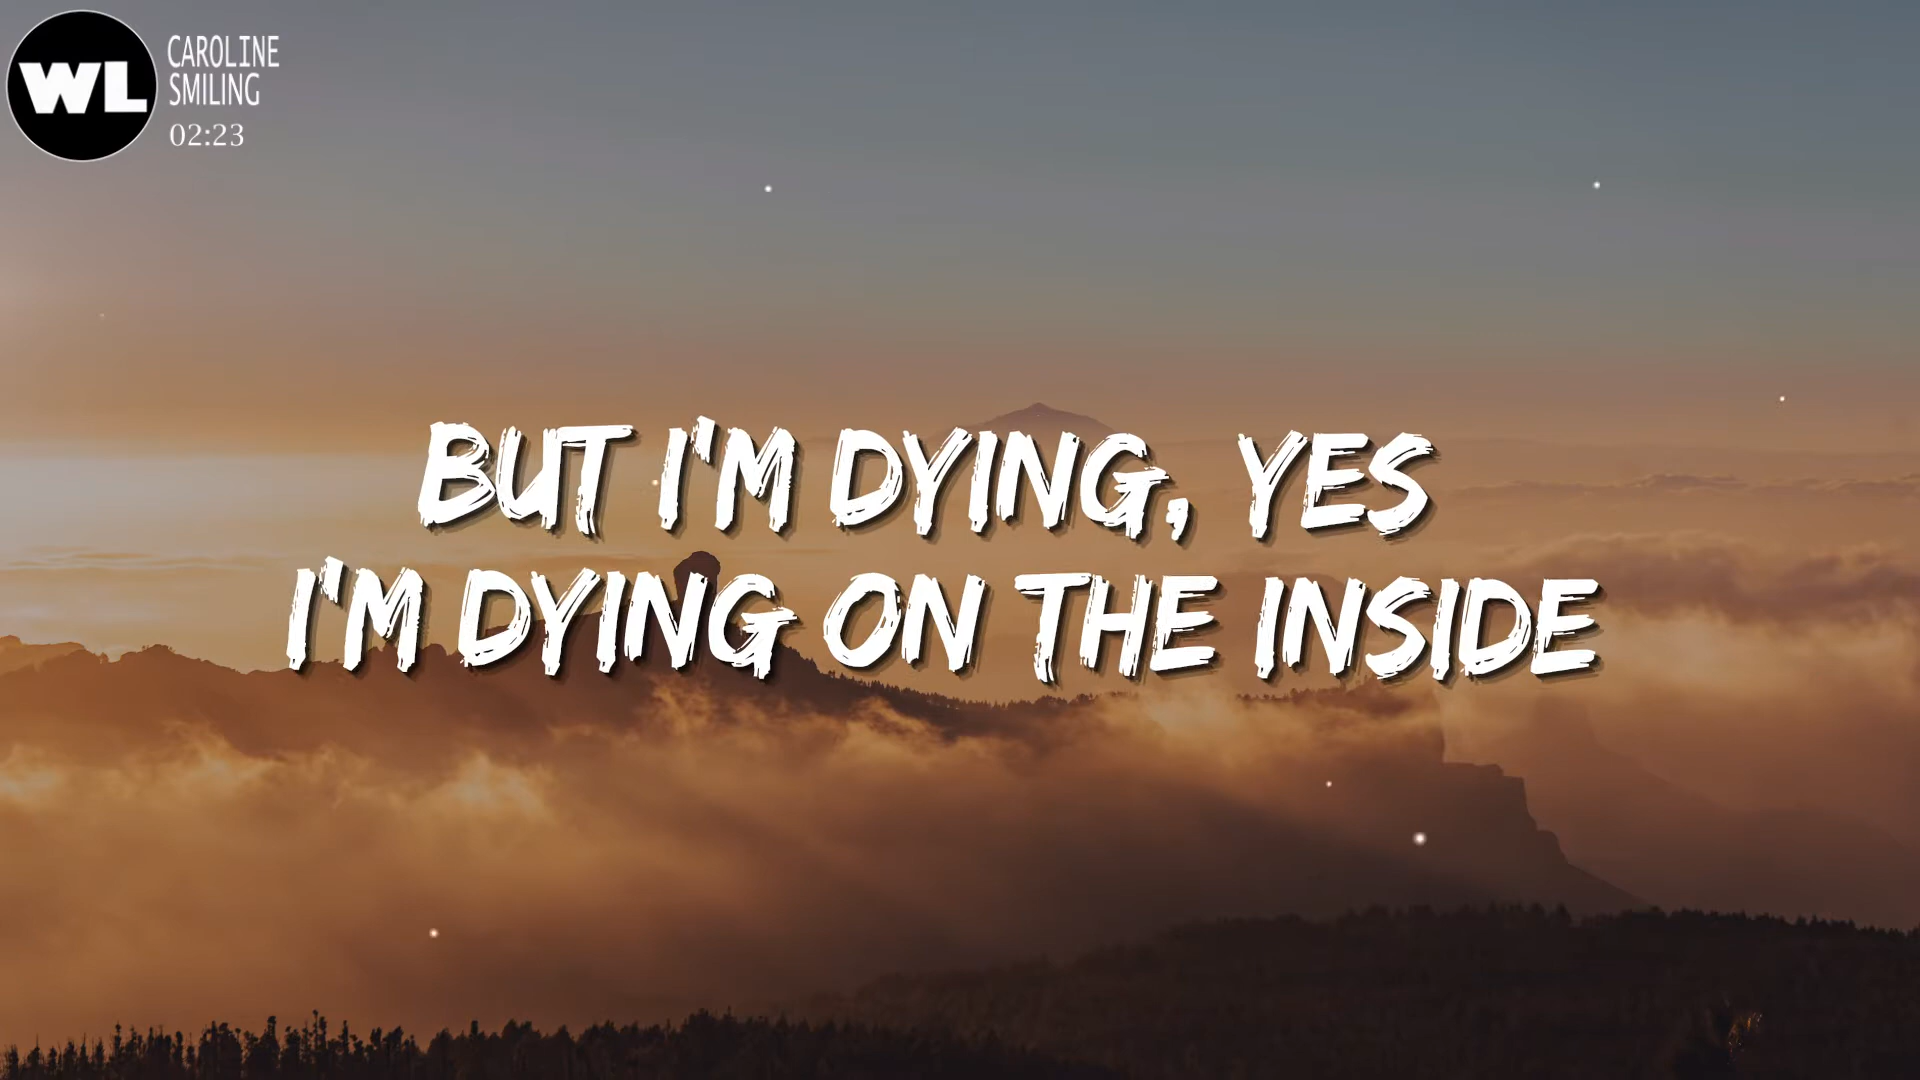 WL
CAROLINE
SMILING
02:23
BUT I'M DYING, YES
I'M DYING ON THE INSIDE